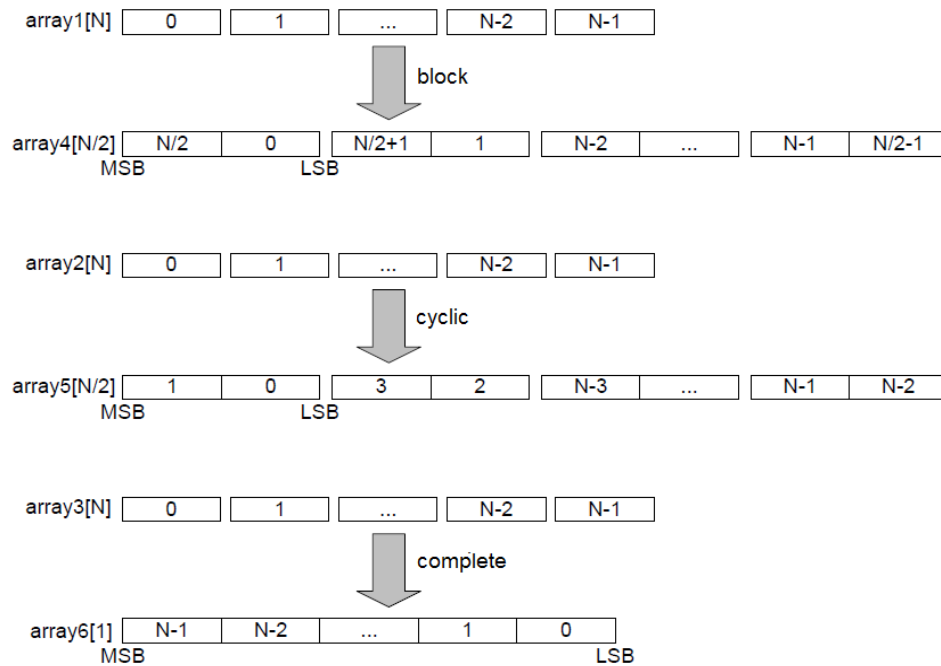 array1[N] 0 1 ... N-2 N-1
block
array4[N/2] N/2 0 N/2+1 1 N-2 ... N-1 N/2-1
MSB LSB
array2[N] 0 1 ... N-2 N-1
cyclic
array5[N/2] 1 0 3 2 N-3 ... N-1 N-2
MSB LSB
array3[N] 0 1 ... N-2 N-1
complete
array6[1] N-1 N-2 ... 1 0
MSB LSB